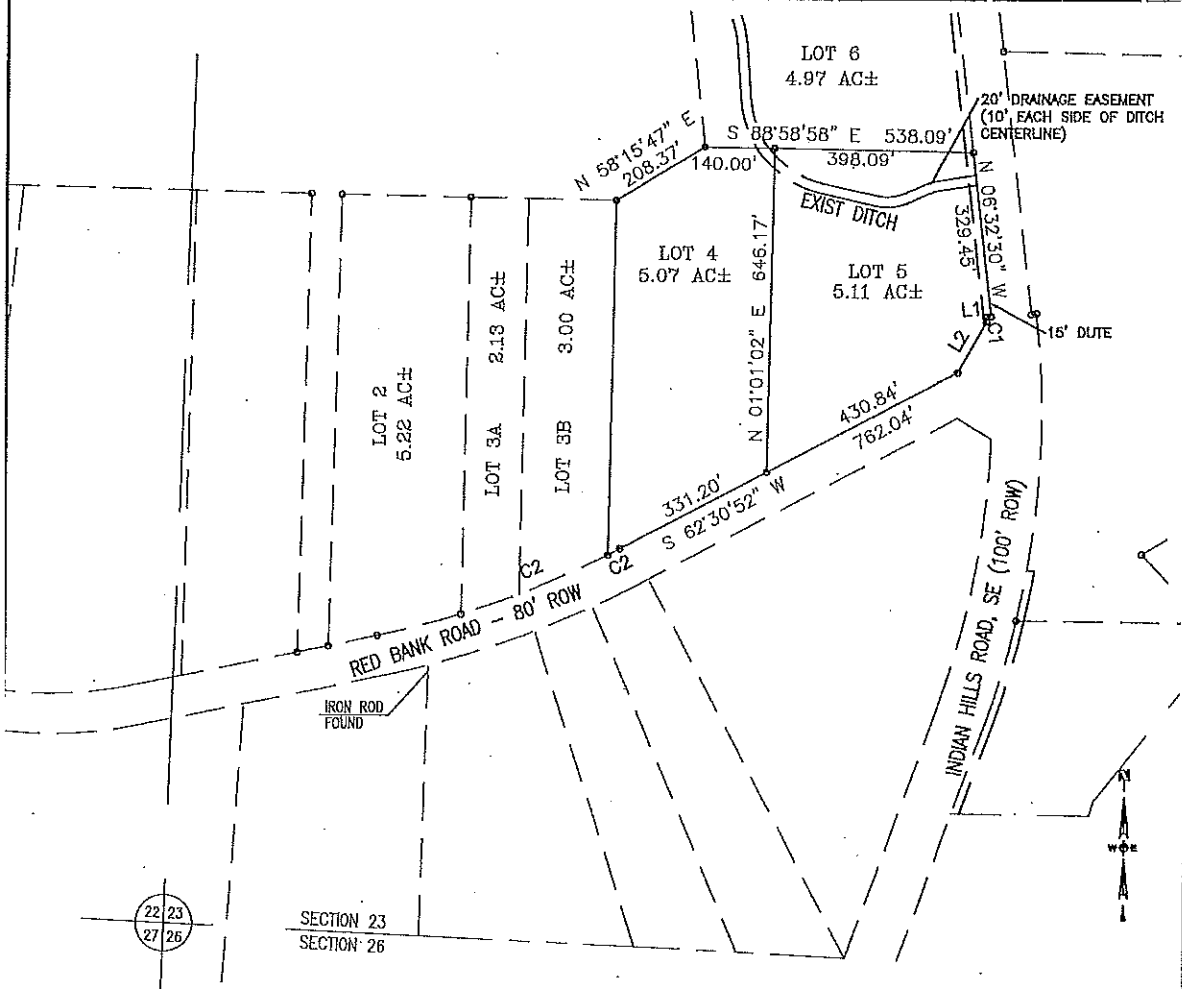 LOT 6
4.97 AC±
20' DRAINAGE EASEMENT
(10' EACH SIDE OF DITCH
CENTERLINE)
S 88°58'58" E 538.09'
140.00'
398.09'
N 58°15'47" E
208.37'
EXIST DITCH
N 06°32'30" W
329.45'
LOT 4
5.07 AC±
N 01°01'02" E 646.17'
LOT 5
5.11 AC±
L1
C1
15' DUTE
L2
LOT 2
5.22 AC±
LOT 3A 2.13 AC±
LOT 3B 3.00 AC±
430.84'
762.04'
331.20'
S 62°30'52" W
C2
C2
RED BANK ROAD - 80' ROW
INDIAN HILLS ROAD, SE (100' ROW)
IRON ROD
FOUND
N
W E
22 23
27 26
SECTION 23
SECTION 26